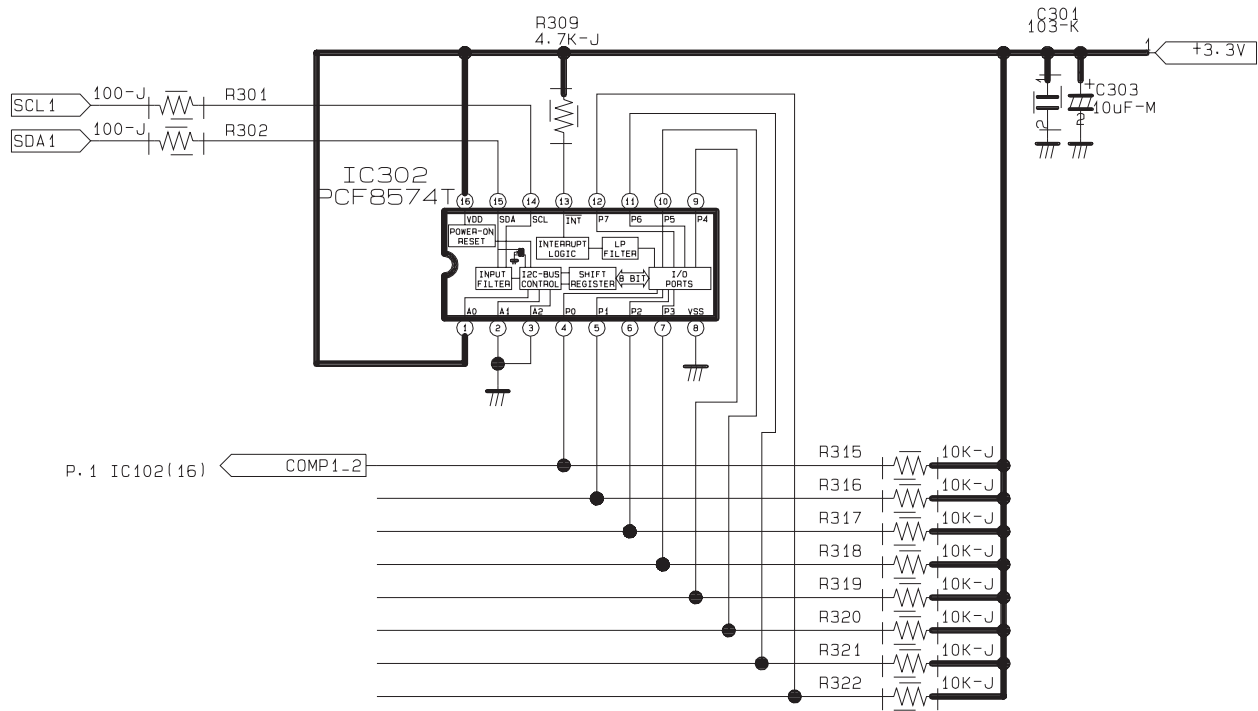 R309
4.7K-J
C301
103-K
1
+3.3V
SCL1
100-J
R301
1
2
+
C303
10uF-M
2
SDA1
100-J
R302
IC302
PCF8574T
16
15
14
13
12
11
10
9
VDD
SDA
SCL
INT
P7
P6
P5
P4
POWER-ON
RESET
INTERRUPT
LOGIC
LP
FILTER
INPUT
FILTER
I2C-BUS
CONTROL
SHIFT
REGISTER
8 BIT
I/O
PORTS
A0
A1
A2
P0
P1
P2
P3
VSS
1
2
3
4
5
6
7
8
P.1 IC102(16)
COMP1_2
R315
10K-J
R316
10K-J
R317
10K-J
R318
10K-J
R319
10K-J
R320
10K-J
R321
10K-J
R322
10K-J